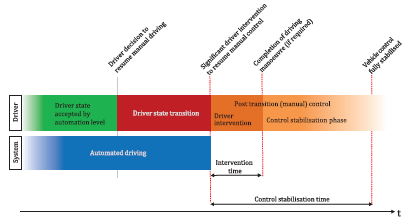 Driver decision to
resume manual driving
Significant driver intervention
to resume manual control
Completion of driving
manoeuvre (if required)
Vehicle control
fully stabilised
Driver
Driver state
accepted by
automation level
Driver state transition
Post transition (manual) control
Driver
intervention
Control stabilisation phase
System
Automated driving
Intervention
time
Control stabilisation time
t